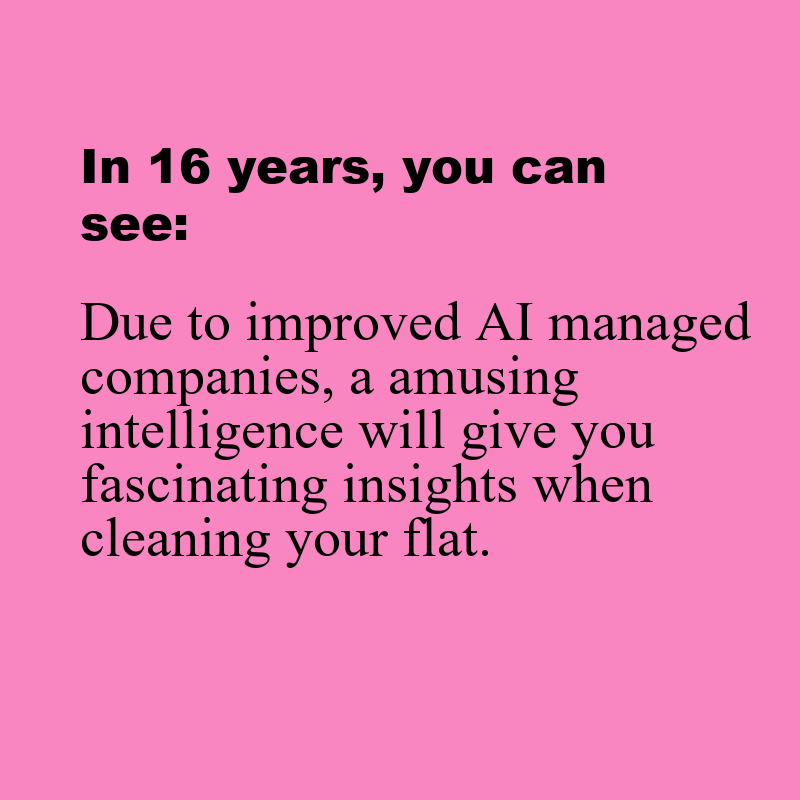 In 16 years, you can
see:
Due to improved AI managed
companies, a amusing
intelligence will give you
fascinating insights when
cleaning your flat.